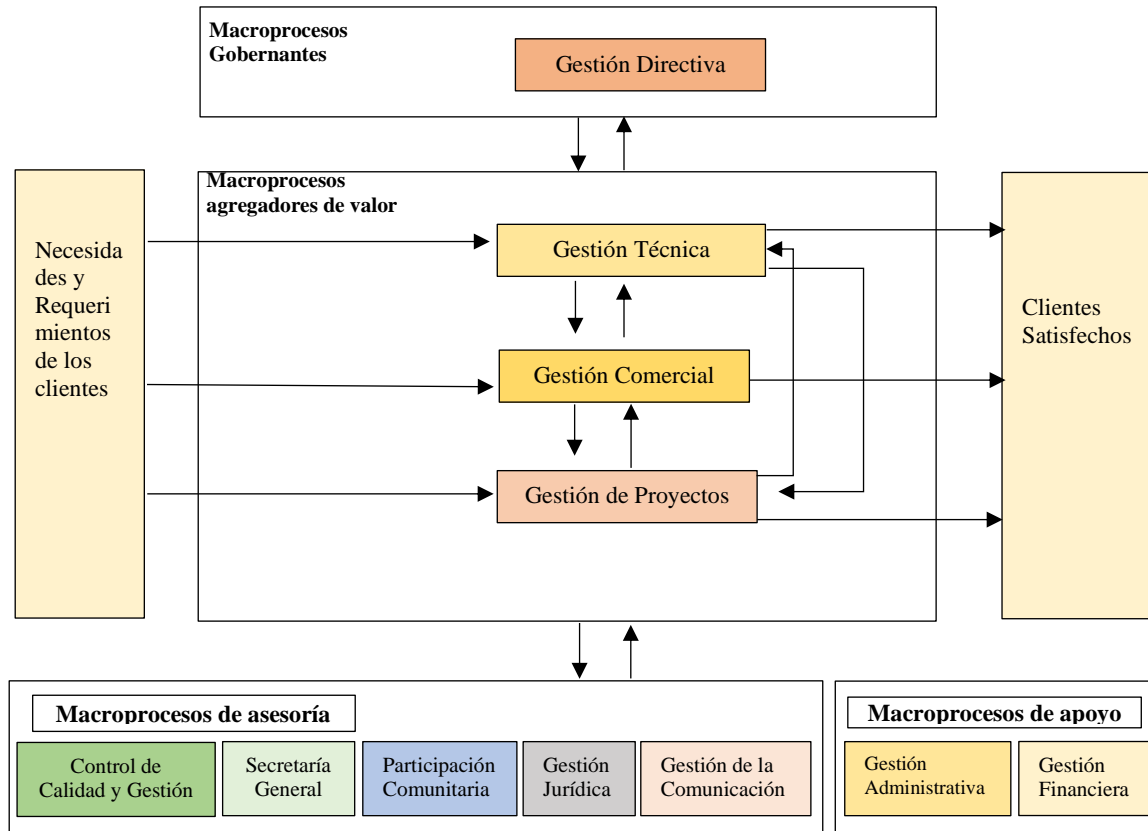 Macroprocesos
Gobernantes
Gestión Directiva
Necesida
des y
Requeri
mientos
de los
clientes
Macroprocesos
agregadores de valor
Gestión Técnica
Gestión Comercial
Gestión de Proyectos
Clientes
Satisfechos
Macroprocesos de asesoría
Control de
Calidad y Gestión
Secretaría
General
Participación
Comunitaria
Gestión
Jurídica
Gestión de la
Comunicación
Macroprocesos de apoyo
Gestión
Administrativa
Gestión
Financiera